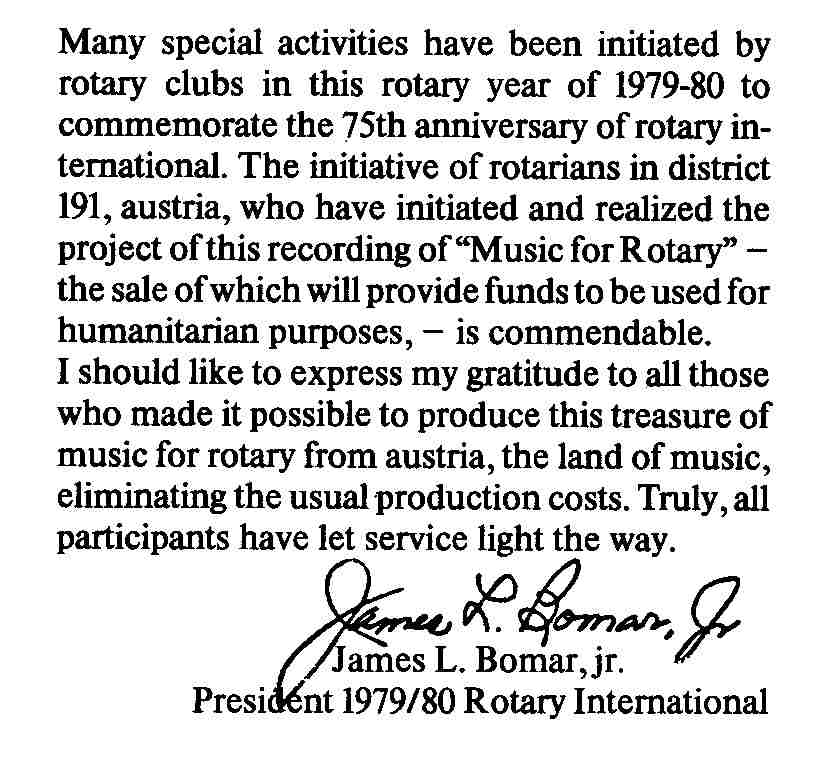 Many special activities have been initiated by
rotary clubs in this rotary year of 1979-80 to
commemorate the 75th anniversary of rotary in-
ternational. The initiative of rotarians in district
191, austria, who have initiated and realized the
project of this recording of “Music for Rotary” –
the sale of which will provide funds to be used for
humanitarian purposes, – is commendable.
I should like to express my gratitude to all those
who made it possible to produce this treasure of
music for rotary from austria, the land of music,
eliminating the usual production costs. Truly, all
participants have let service light the way.
James L. Bomar, Jr
James L. Bomar, jr.
President 1979/80 Rotary International